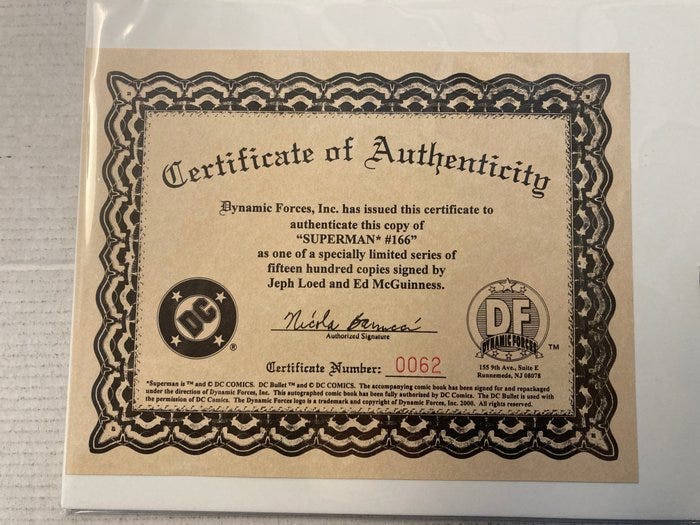 Certificate of Authenticity
Dynamic Forces, Inc. has issued this certificate to
authenticate this copy of
"SUPERMAN* #166"
as one of a specially limited series of
fifteen hundred copies signed by
Jeph Loed and Ed McGuinness.
DC
®
Nicola Barrucci
Authorized Signature
DF
DYNAMIC FORCES
TM
Certificate Number: 0062
155 9th Ave., Suite E
Runnemede, NJ 08078
*Superman is ™ and © DC COMICS. DC Bullet ™ and © DC COMICS. The accompanying comic book has been signed for and repackaged
under the direction of Dynamic Forces, Inc. This autographed comic book has been fully authorized by DC Comics. The DC Bullet is used with
the permission of DC Comics. The Dynamic Forces logo is a trademark and copyright of Dynamic Forces, Inc. 2000. All rights reserved.